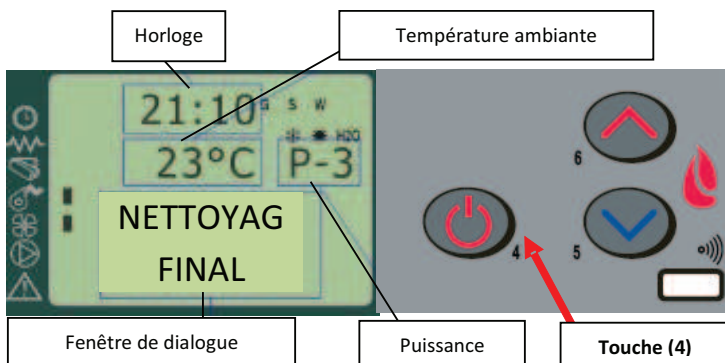 Horloge
Température ambiante
21:10
G S W
H2O
23°C
P-3
NETTOYAG
FINAL
6
4
5
Fenêtre de dialogue
Puissance
Touche (4)